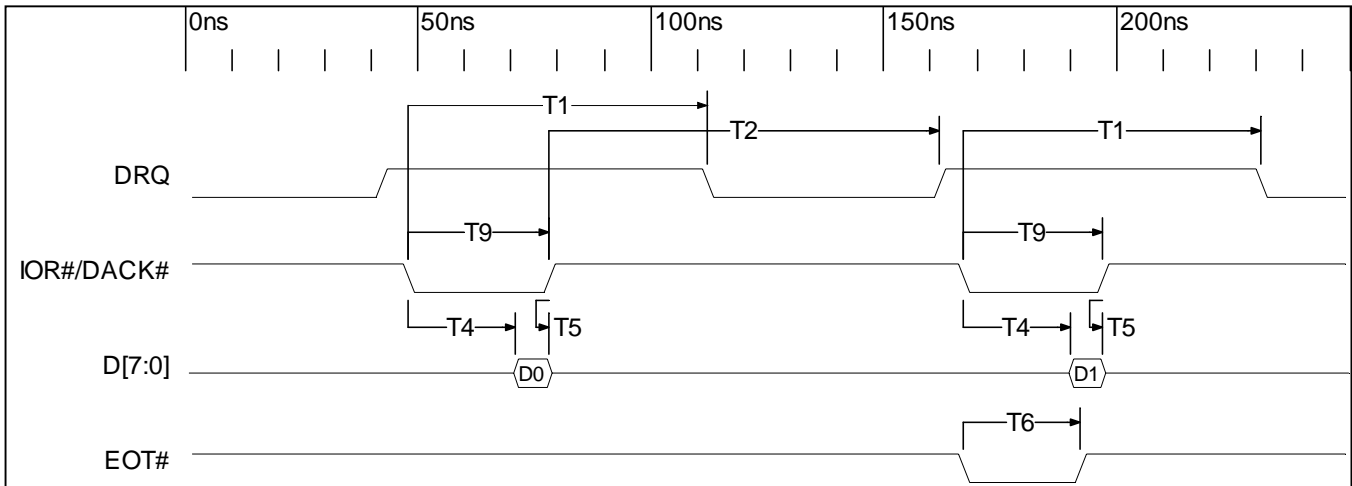 0ns 50ns 100ns 150ns 200ns
T1
T2 T1
DRQ
T9 T9
IOR#/DACK#
T4 T5 T4 T5
D[7:0] D0 D1
T6
EOT#